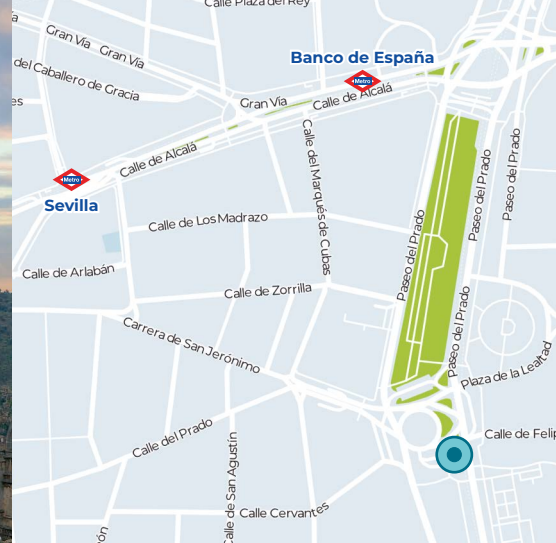 Calle Plaza del Rey
Gran Vía
Gran Vía
Banco de España
Metro
del Caballero de Gracia
Gran Vía
Calle de Alcalá
Calle de Alcalá
Metro
Sevilla
Calle del Marqués de Cubas
Paseo del Prado
Paseo del Prado
Paseo del Prado
Calle de Los Madrazo
Calle de Arlabán
Calle de Zorrilla
Paseo del Prado
Carrera de San Jerónimo
Plaza de la Lealtad
Calle del Prado
Calle de Felip
Calle de San Agustín
Calle Cervantes